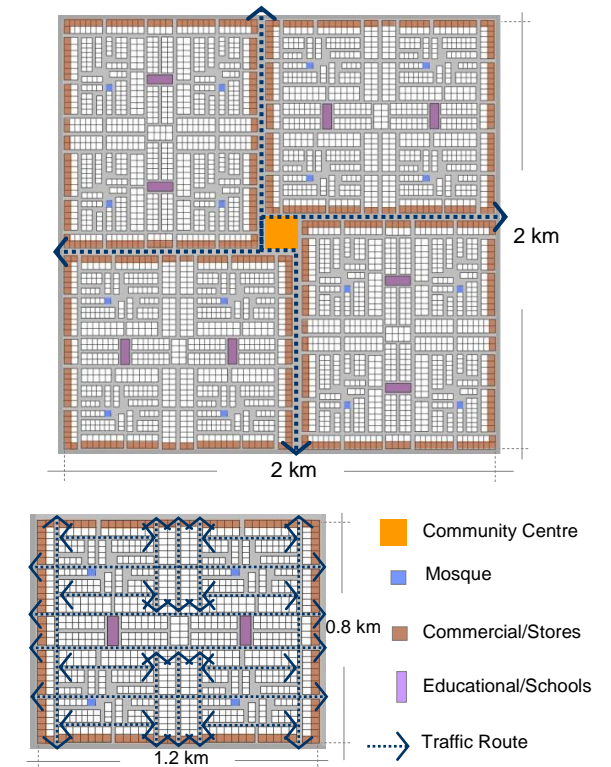 2 km
2 km
Community Centre
Mosque
0.8 km
Commercial/Stores
Educational/Schools
Traffic Route
1.2 km